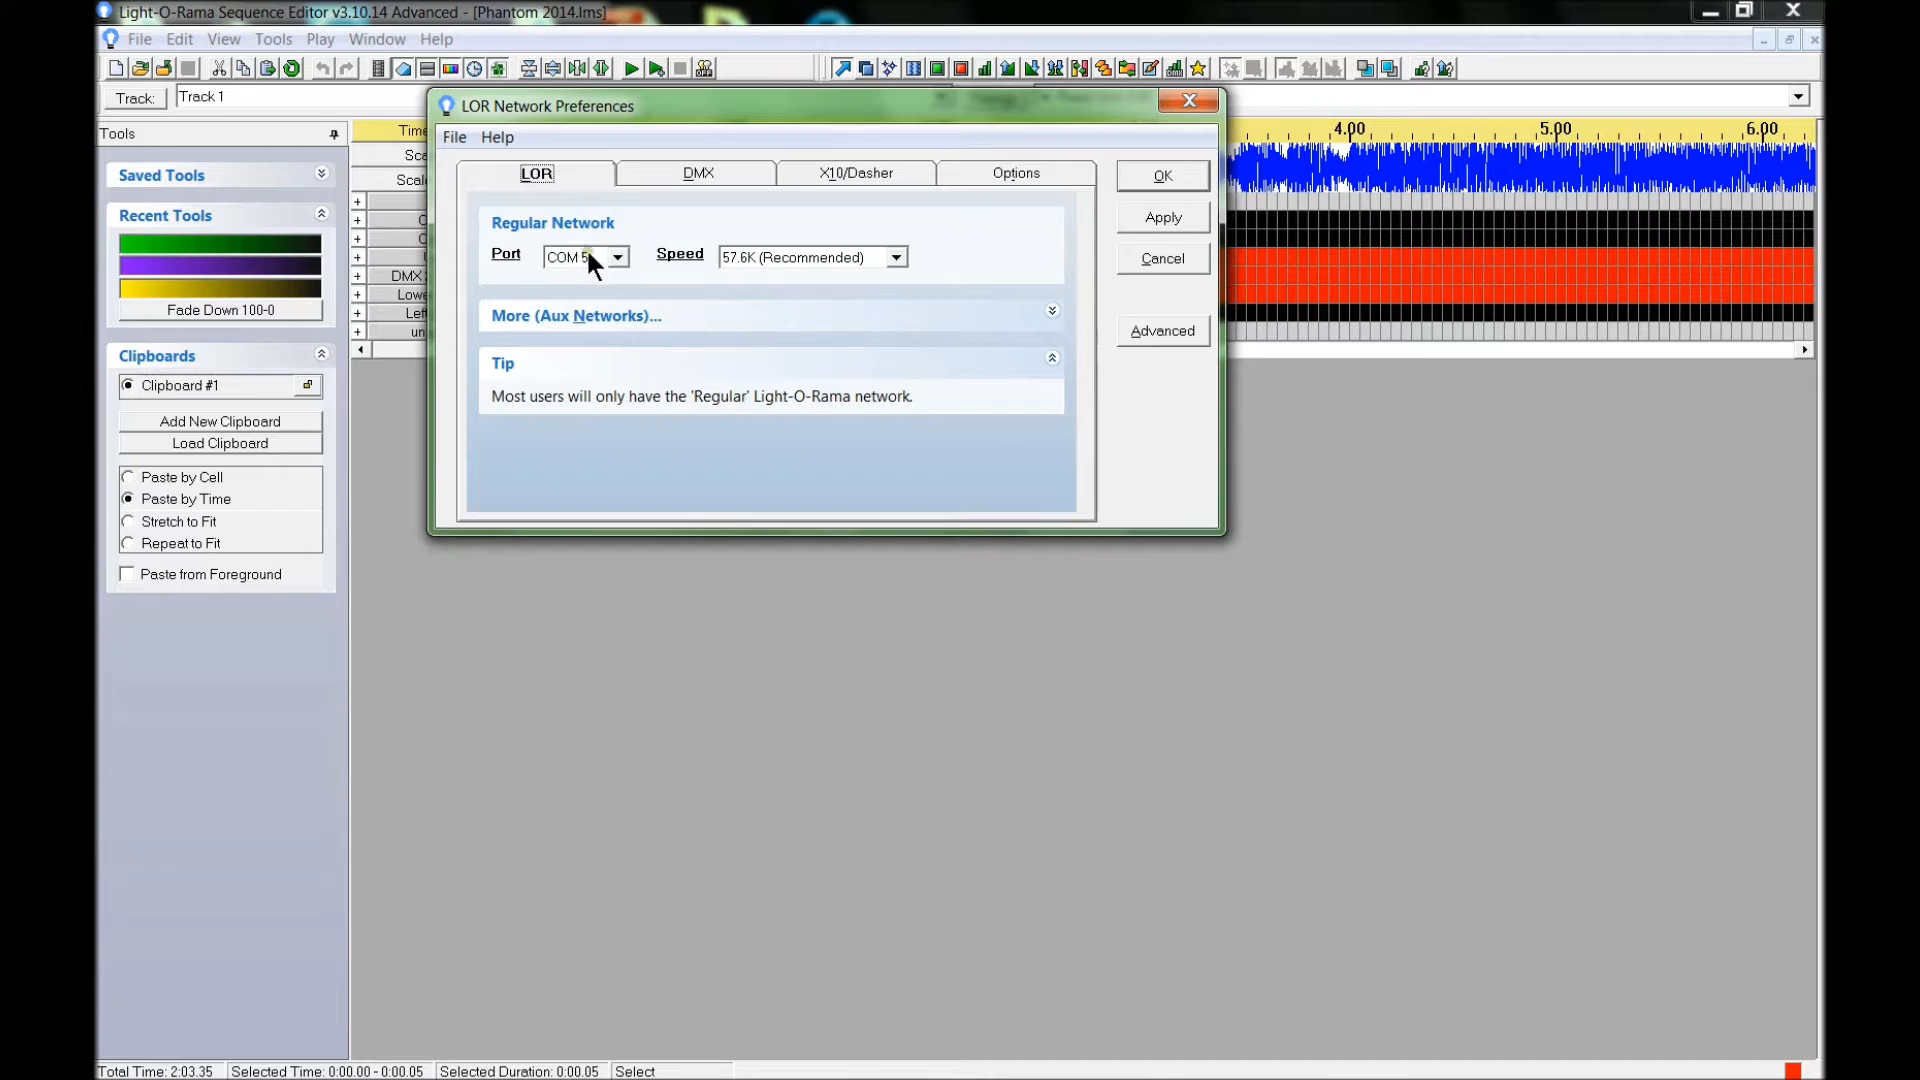 Light-O-Rama Sequence Editor v3.10.14 Advanced - [Phantom 2014.lms]
File Edit View Tools Play Window Help
Track: Track 1
Tools
Saved Tools
Recent Tools
Fade Down 100-0
Clipboards
Clipboard #1
Add New Clipboard
Load Clipboard
Paste by Cell
Paste by Time
Stretch to Fit
Repeat to Fit
Paste from Foreground
DMX
LOR Network Preferences
File Help
LOR DMX X10/Dasher Options
Regular Network
Port COM 5 Speed 57.6K (Recommended)
More (Aux Networks)...
Tip
Most users will only have the 'Regular' Light-O-Rama network.
OK
Apply
Cancel
Advanced
4.00 5.00 6.00
Total Time: 2:03.35 Selected Time: 0:00.00 - 0:00.05 Selected Duration: 0:00.05 Select